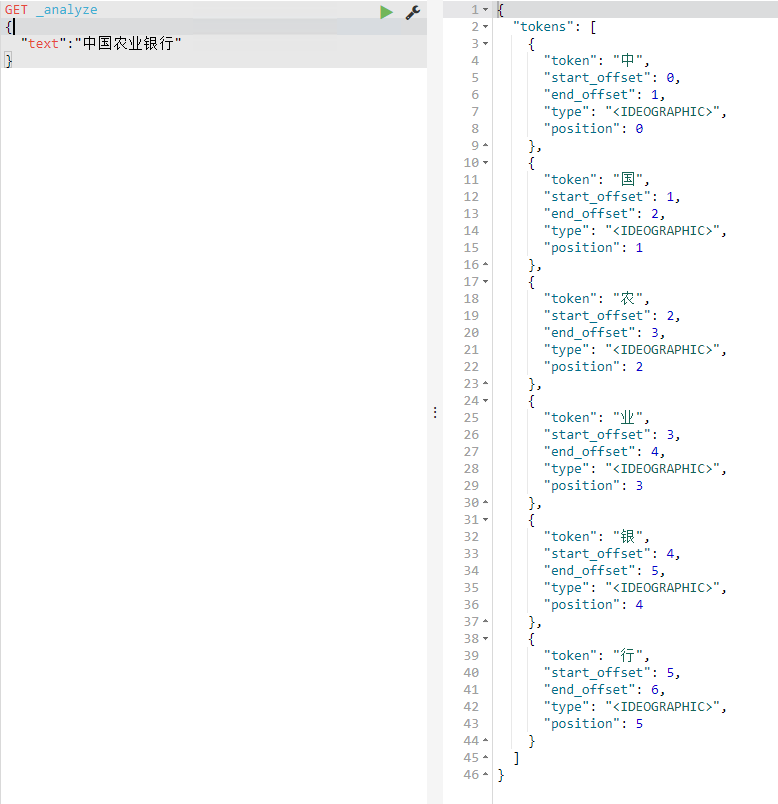 GET _analyze
{
  "text":"中国农业银行"
}
1 {
2   "tokens": [
3     {
4       "token": "中",
5       "start_offset": 0,
6       "end_offset": 1,
7       "type": "<IDEOGRAPHIC>",
8       "position": 0
9     },
10     {
11       "token": "国",
12       "start_offset": 1,
13       "end_offset": 2,
14       "type": "<IDEOGRAPHIC>",
15       "position": 1
16     },
17     {
18       "token": "农",
19       "start_offset": 2,
20       "end_offset": 3,
21       "type": "<IDEOGRAPHIC>",
22       "position": 2
23     },
24     {
25       "token": "业",
26       "start_offset": 3,
27       "end_offset": 4,
28       "type": "<IDEOGRAPHIC>",
29       "position": 3
30     },
31     {
32       "token": "银",
33       "start_offset": 4,
34       "end_offset": 5,
35       "type": "<IDEOGRAPHIC>",
36       "position": 4
37     },
38     {
39       "token": "行",
40       "start_offset": 5,
41       "end_offset": 6,
42       "type": "<IDEOGRAPHIC>",
43       "position": 5
44     }
45   ]
46 }